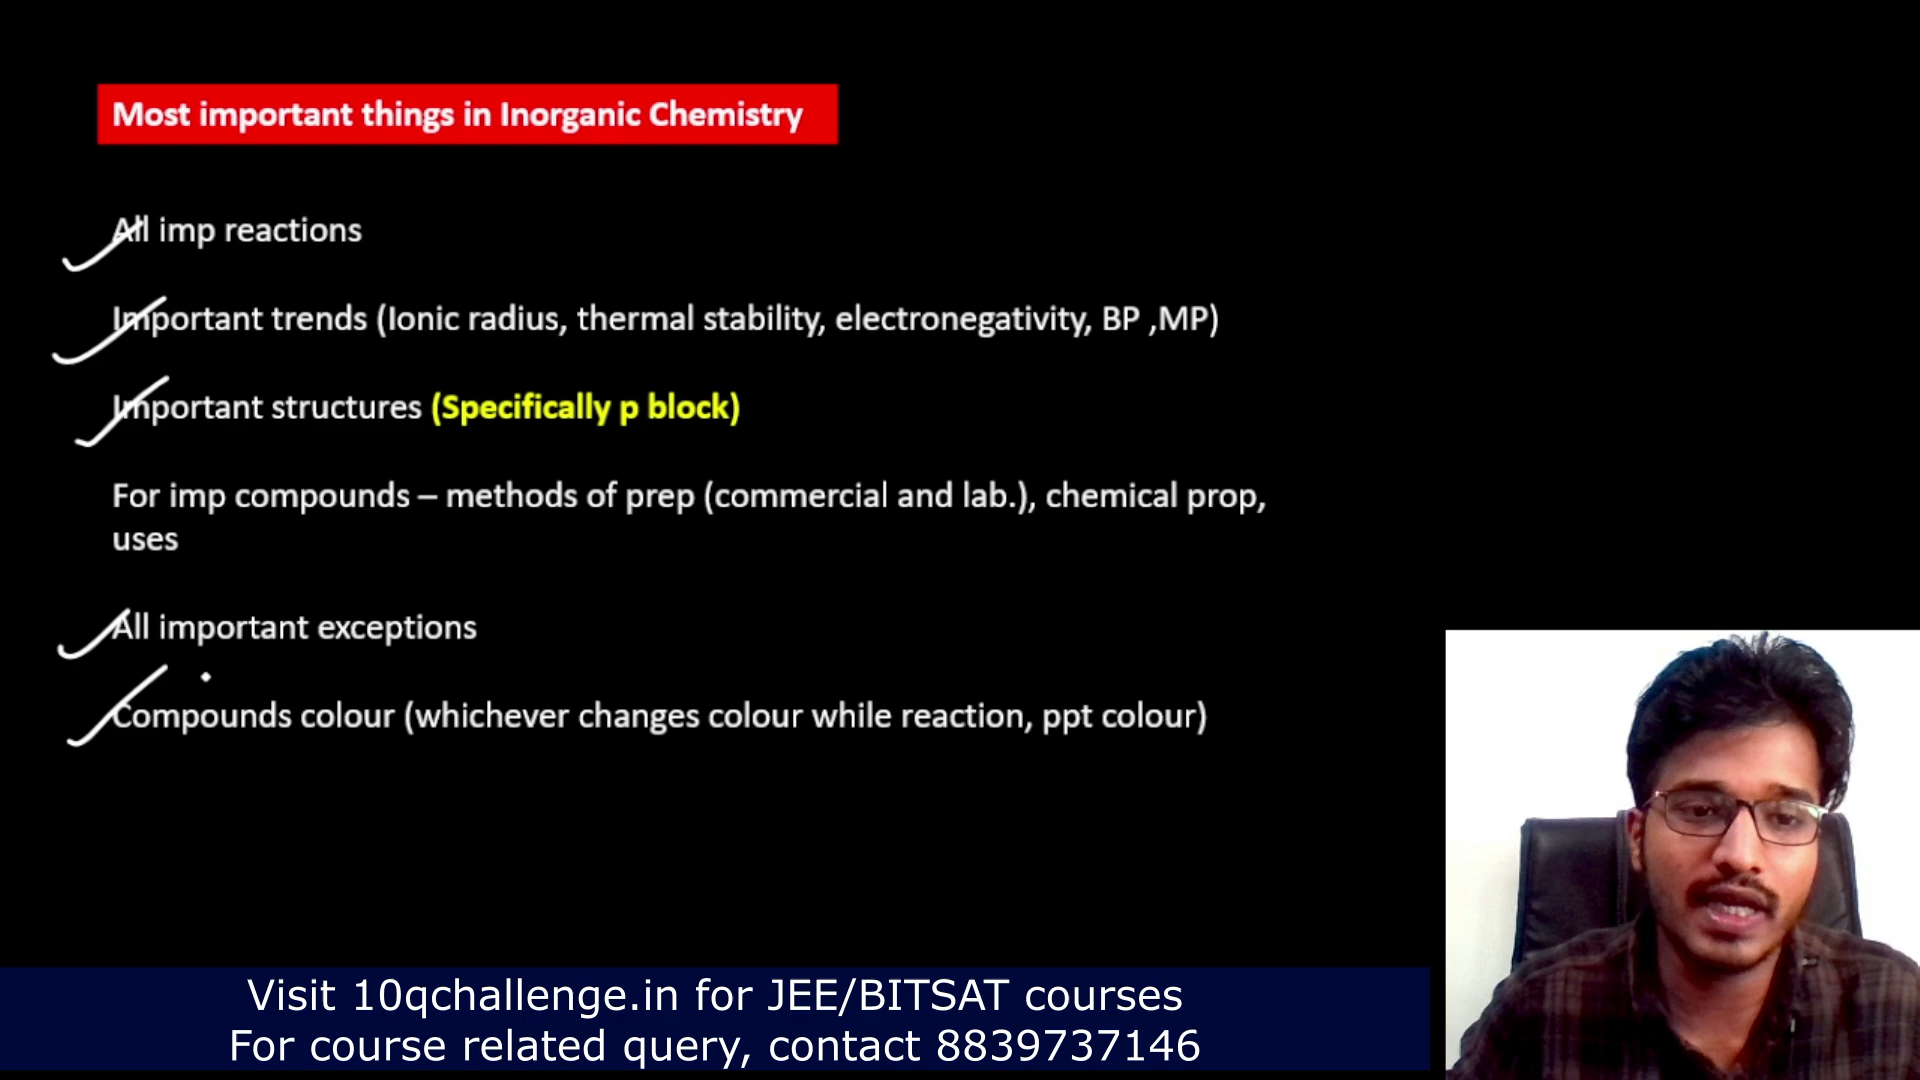 Most important things in Inorganic Chemistry
All imp reactions
Important trends (Ionic radius, thermal stability, electronegativity, BP ,MP)
Important structures (Specifically p block)
For imp compounds – methods of prep (commercial and lab.), chemical prop,
uses
All important exceptions
Compounds colour (whichever changes colour while reaction, ppt colour)
Visit 10qchallenge.in for JEE/BITSAT courses
For course related query, contact 8839737146